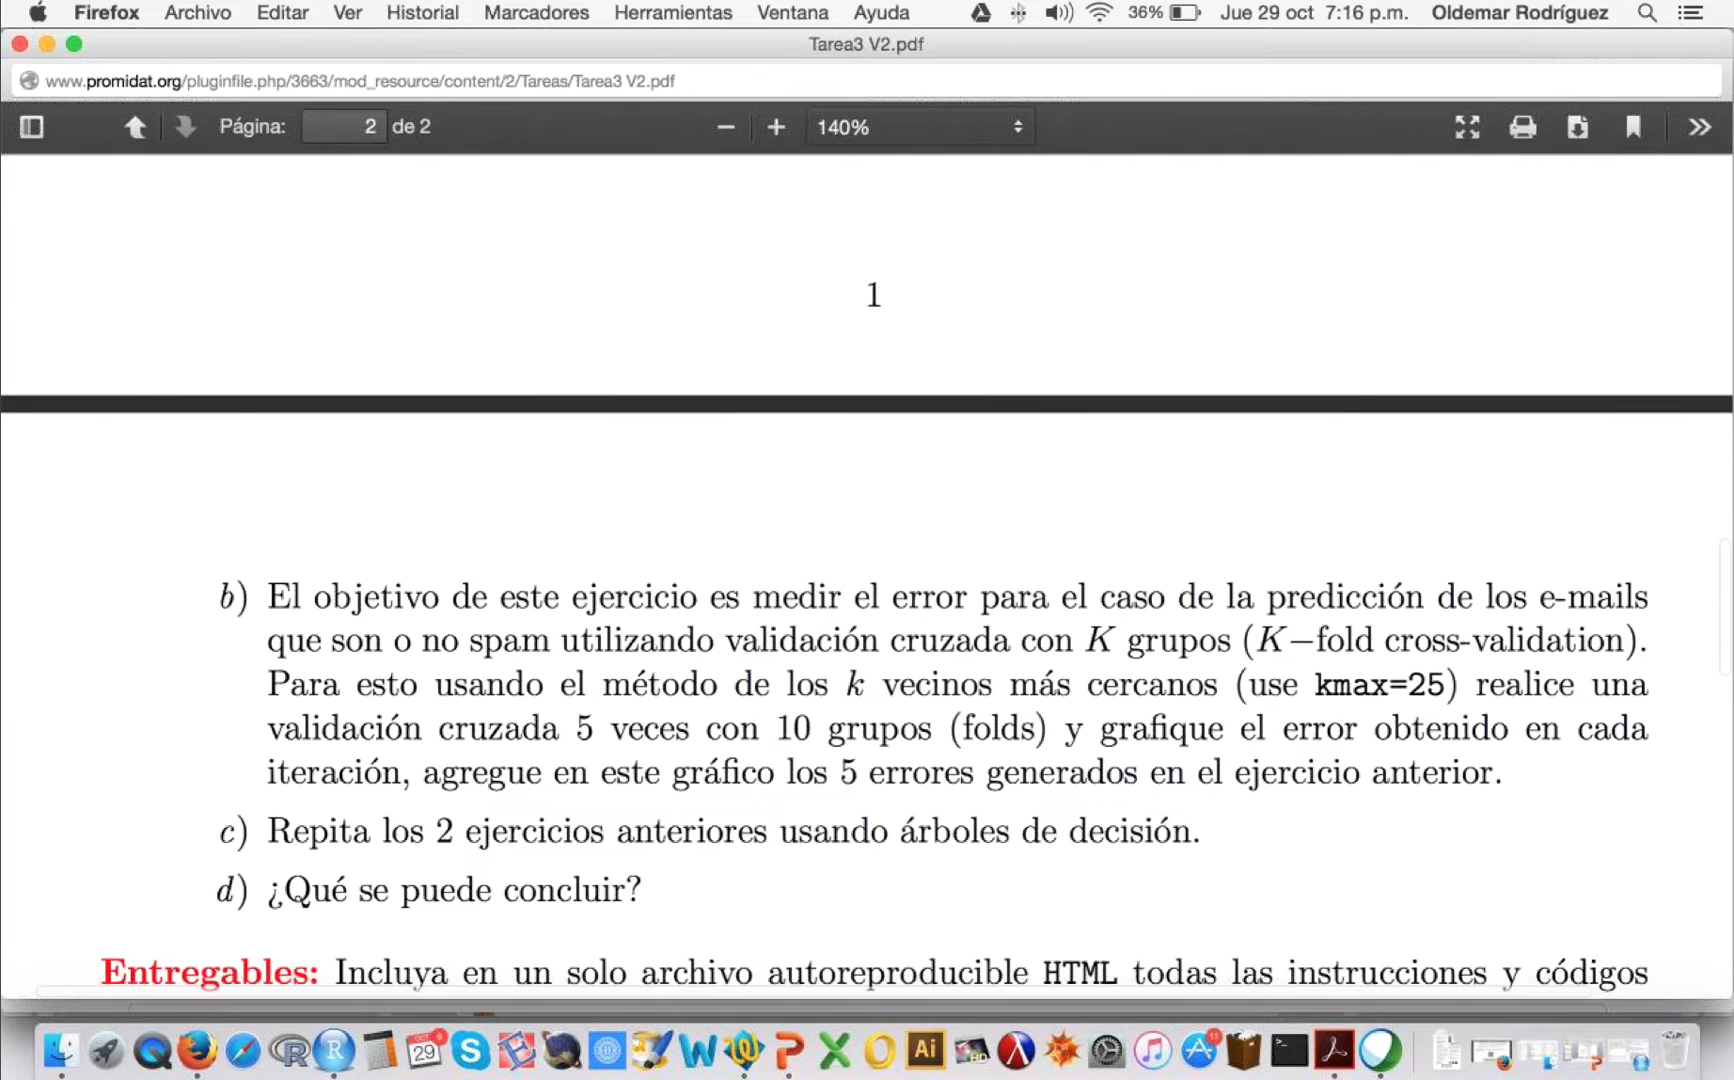 Firefox Archivo Editar Ver Historial Marcadores Herramientas Ventana Ayuda 36% Jue 29 oct 7:16 p.m. Oldemar Rodríguez
Tarea3 V2.pdf
www.promidat.org/pluginfile.php/3663/mod_resource/content/2/Tareas/Tarea3 V2.pdf
Página: 2 de 2 140%
1
b) El objetivo de este ejercicio es medir el error para el caso de la predicción de los e-mails
que son o no spam utilizando validación cruzada con K grupos (K−fold cross-validation).
Para esto usando el método de los k vecinos más cercanos (use kmax=25) realice una
validación cruzada 5 veces con 10 grupos (folds) y grafique el error obtenido en cada
iteración, agregue en este gráfico los 5 errores generados en el ejercicio anterior.
c) Repita los 2 ejercicios anteriores usando árboles de decisión.
d) ¿Qué se puede concluir?
Entregables: Incluya en un solo archivo autoreproducible HTML todas las instrucciones y códigos
29
Ai